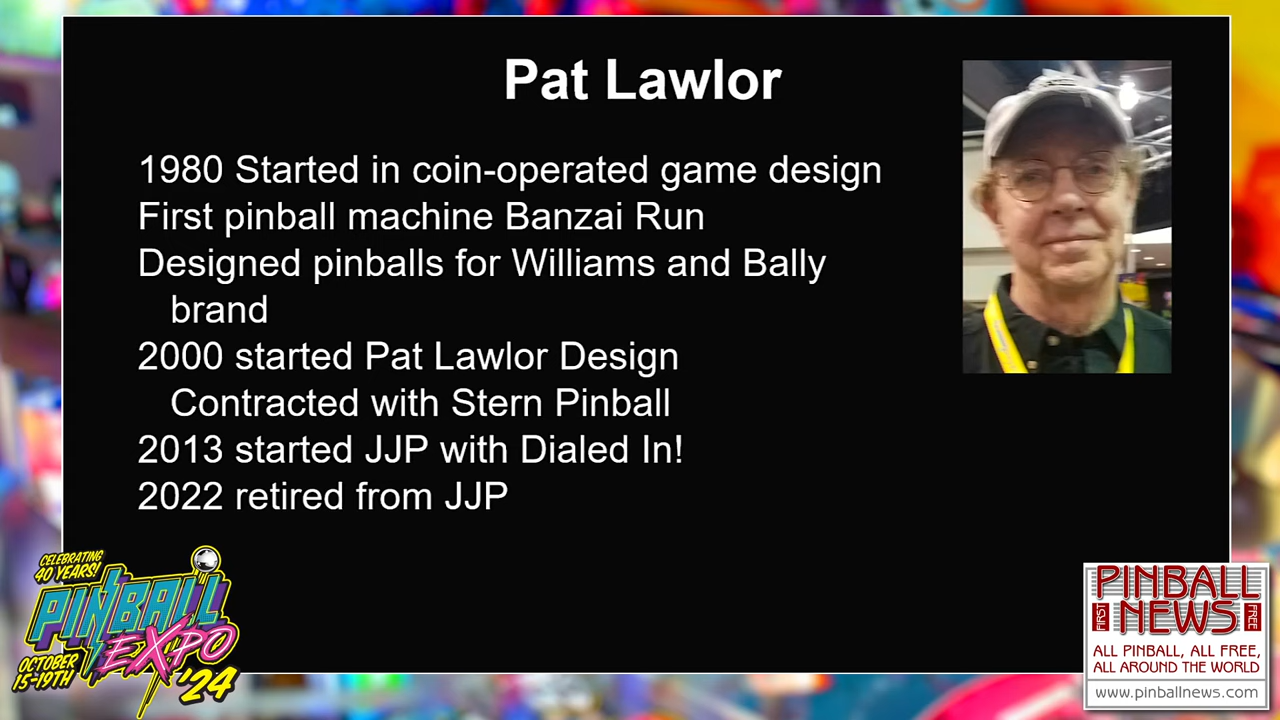 Pat Lawlor
1980 Started in coin-operated game design
First pinball machine Banzai Run
Designed pinballs for Williams and Bally
brand
2000 started Pat Lawlor Design
Contracted with Stern Pinball
2013 started JJP with Dialed In!
2022 retired from JJP
CELEBRATING
40 YEARS!
PINBALL
EXPO
OCTOBER
15-19TH
'24
PINBALL
FIRST NEWS FREE
ALL PINBALL, ALL FREE,
ALL AROUND THE WORLD
www.pinballnews.com